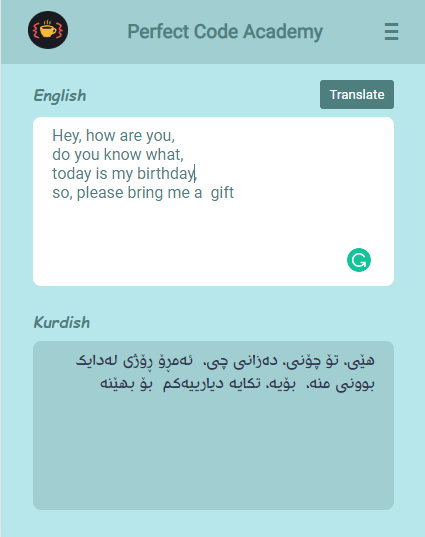 Perfect Code Academy
English
Translate
Hey, how are you,
do you know what,
today is my birthday,
so, please bring me a  gift
Kurdish
هێی، تۆ چۆنی، دەزانی چی،  ئەمڕۆ ڕۆژی لەدایک
بوونی منە،  بۆیە، تکایە دیارییەکم  بۆ بهێنە